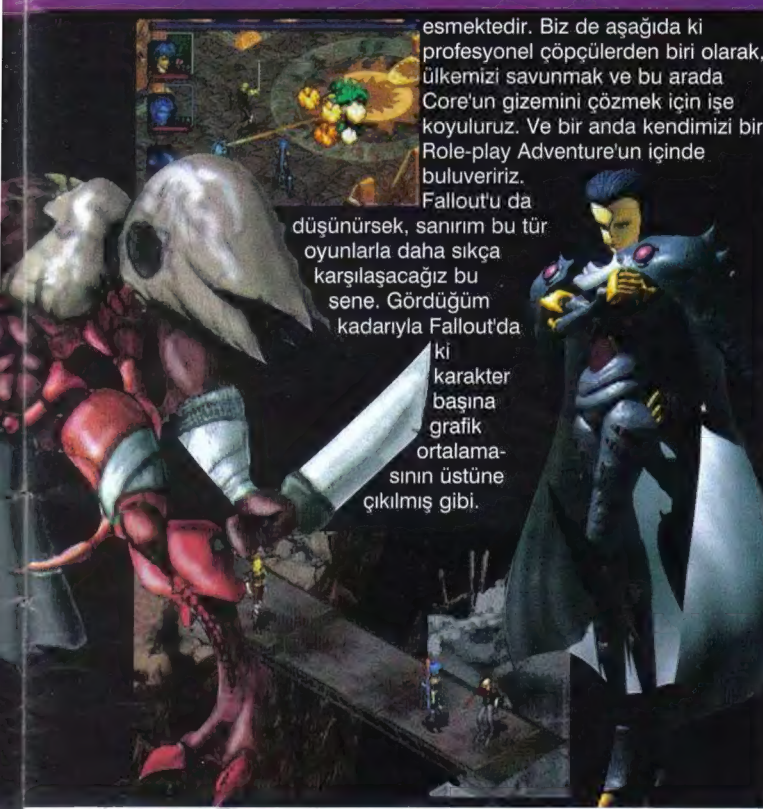 esmektedir. Biz de aşağıda ki
profesyonel çöpçülerden biri olarak,
ülkemizi savunmak ve bu arada
Core'un gizemini çözmek için işe
koyuluruz. Ve bir anda kendimizi bir
Role-play Adventure'un içinde
buluveririz.
Fallout'u da
düşünürsek, sanırım bu tür
oyunlarla daha sıkça
karşılaşacağız bu
sene. Gördüğüm
kadarıyla Fallout'da
ki
karakter
başına
grafik
ortalama-
sının üstüne
çıkılmış gibi.